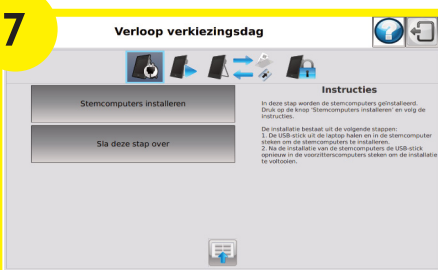 7
Verloop verkiezingsdag
Stemcomputers installeren
Sla deze stap over
Instructies
In deze stap worden de stemcomputers geïnstalleerd.
Druk op de knop 'Stemcomputers installeren' en volg de
instructies.
De installatie bestaat uit de volgende stappen:
1. De USB-stick uit de laptop halen en in de stemcomputer
steken om de stemcomputers te installeren.
2. Na de installatie van de stemcomputers de USB-stick
opnieuw in de voorzitterscomputers steken om de installatie
te voltooien.